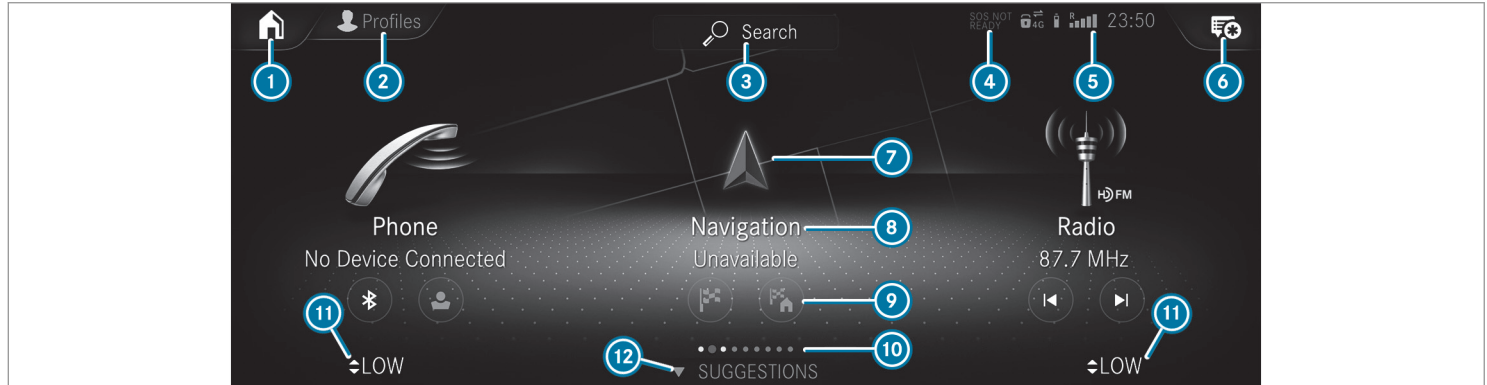 Profiles
Search
SOS NOT
READY
4G
R
23:50
1
2
3
4
5
6
7
HD FM
Phone
Navigation
8
Radio
No Device Connected
Unavailable
87.7 MHz
9
11
11
10
12
LOW
SUGGESTIONS
LOW